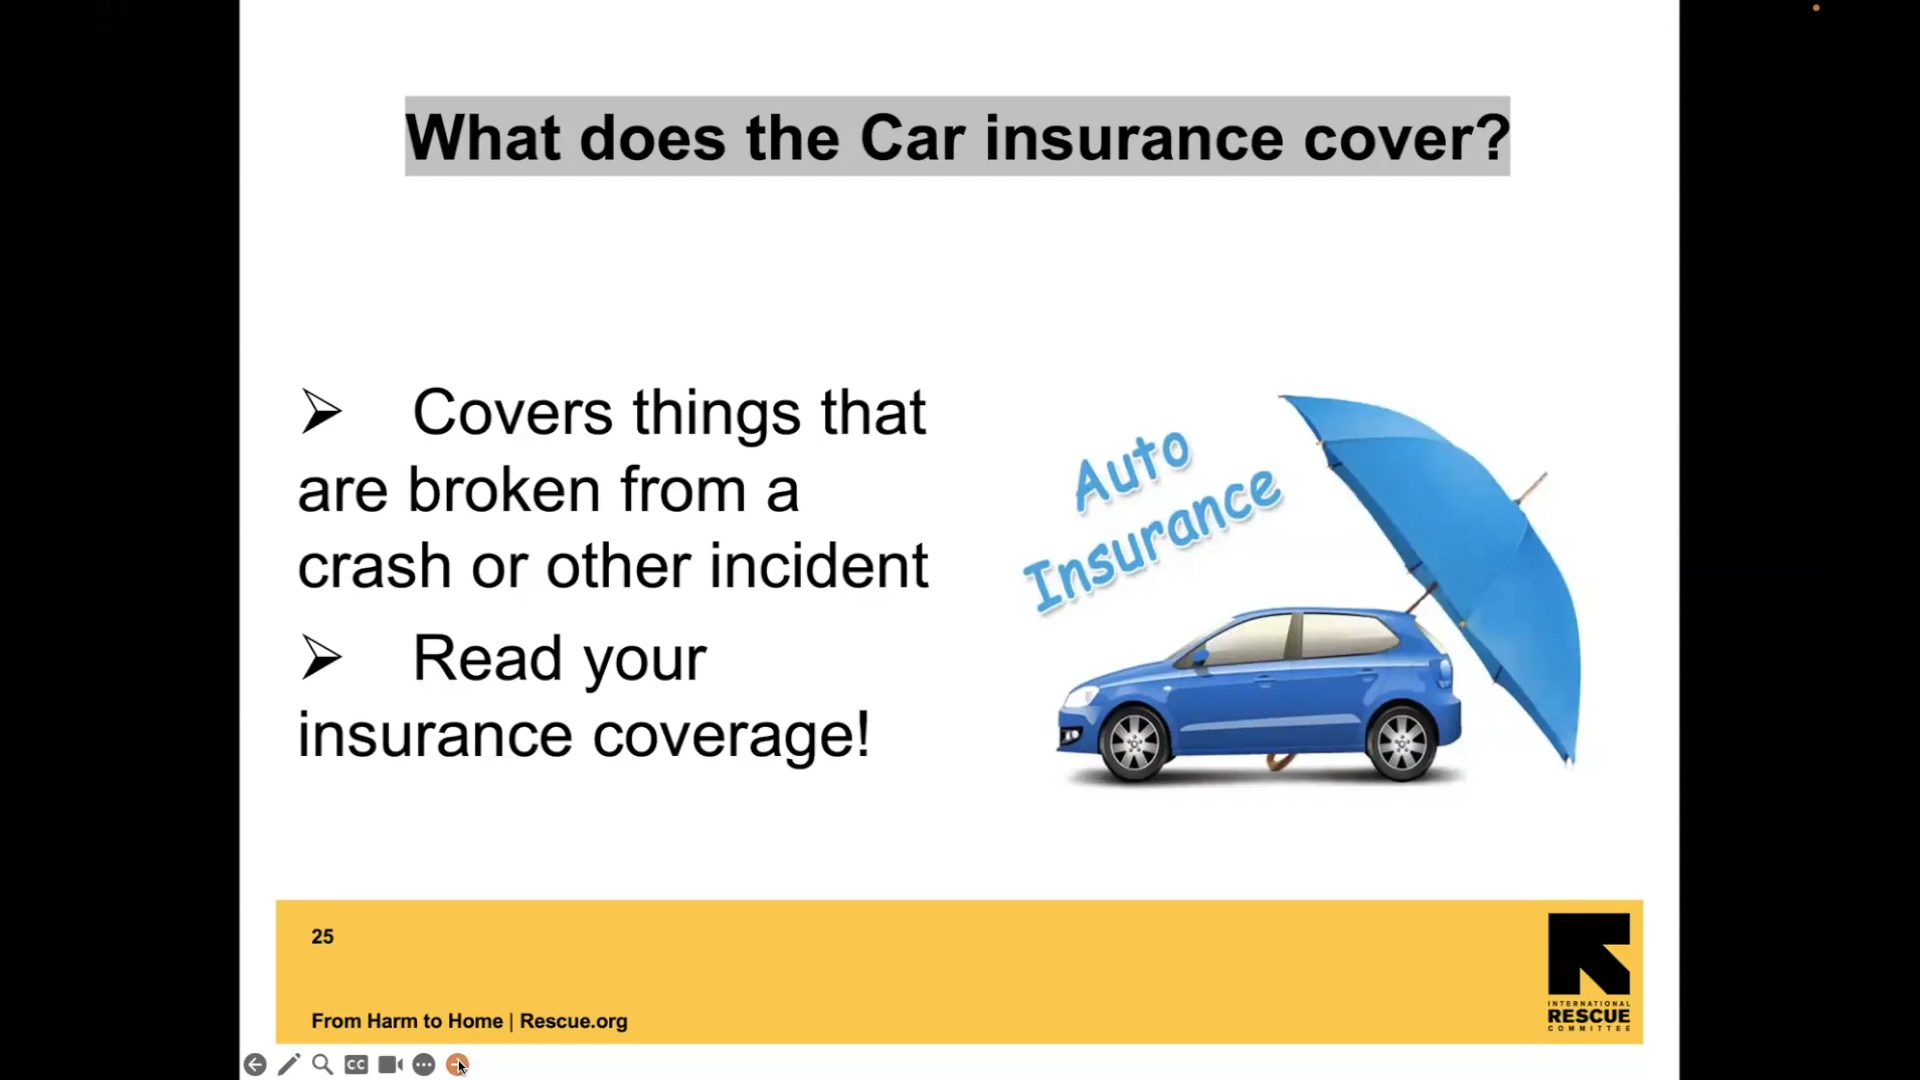 What does the Car insurance cover?
➢ Covers things that
are broken from a
crash or other incident
➢ Read your
insurance coverage!
Auto
Insurance
25
From Harm to Home | Rescue.org
INTERNATIONAL
RESCUE
COMMITTEE
CC